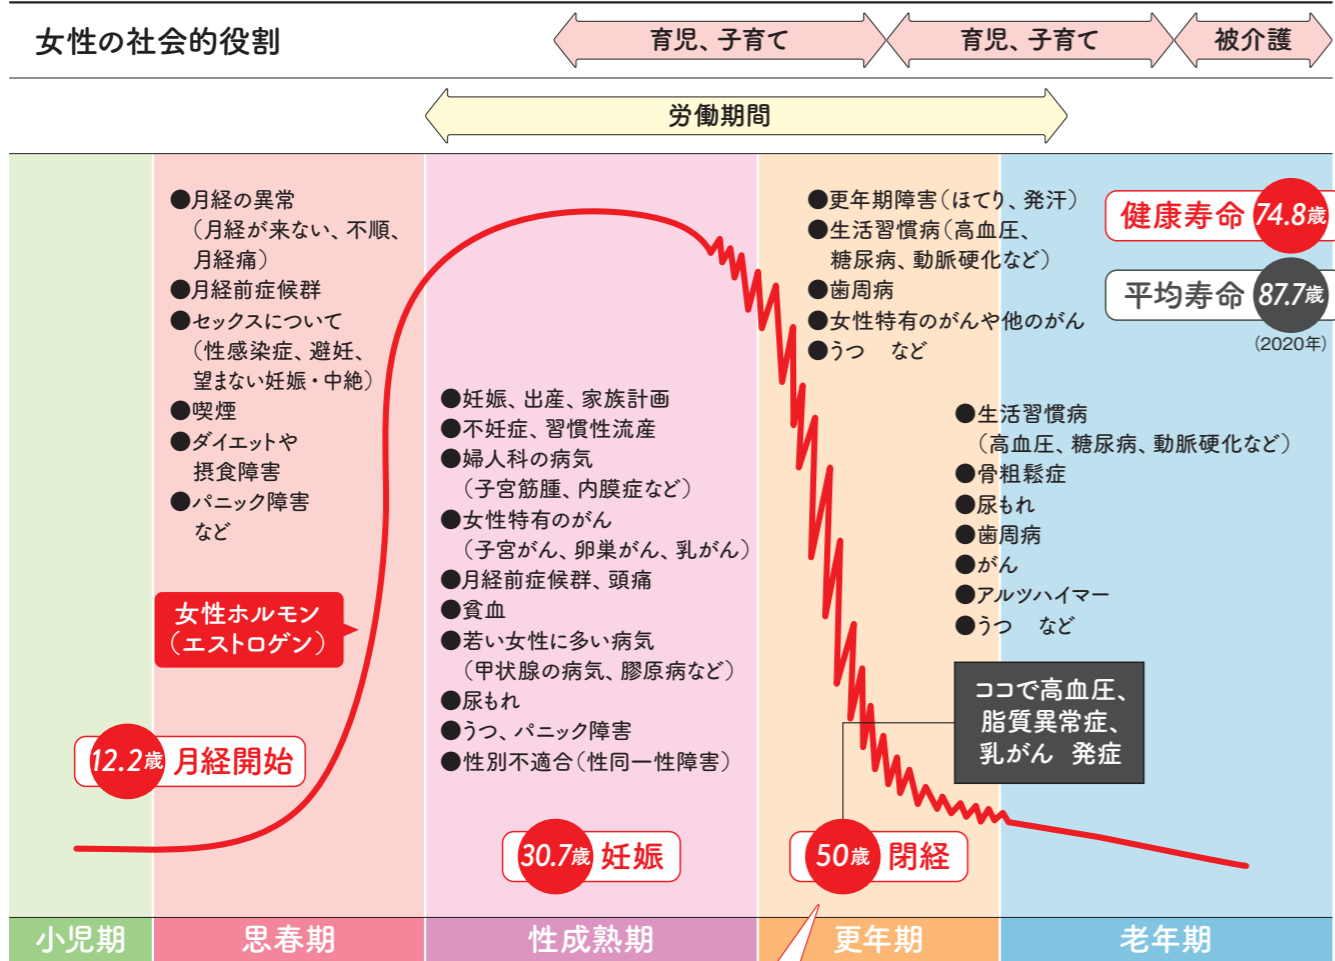 女性の社会的役割
育児、子育て
育児、子育て
被介護
労働期間
●月経の異常
（月経が来ない、不順、
月経痛）
●月経前症候群
●セックスについて
（性感染症、避妊、
望まない妊娠・中絶）
●喫煙
●ダイエットや
摂食障害
●パニック障害
など
女性ホルモン
（エストロゲン）
12.2歳 月経開始
●妊娠、出産、家族計画
●不妊症、習慣性流産
●婦人科の病気
（子宮筋腫、内膜症など）
●女性特有のがん
（子宮がん、卵巣がん、乳がん）
●月経前症候群、頭痛
●貧血
●若い女性に多い病気
（甲状腺の病気、膠原病など）
●尿もれ
●うつ、パニック障害
●性別不適合（性同一性障害）
30.7歳 妊娠
●更年期障害（ほてり、発汗）
●生活習慣病（高血圧、
糖尿病、動脈硬化など）
●歯周病
●女性特有のがんや他のがん
●うつ　など
健康寿命 74.8歳
平均寿命 87.7歳
（2020年）
●生活習慣病
（高血圧、糖尿病、動脈硬化など）
●骨粗鬆症
●尿もれ
●歯周病
●がん
●アルツハイマー
●うつ　など
ココで高血圧、
脂質異常症、
乳がん　発症
50歳 閉経
小児期
思春期
性成熟期
更年期
老年期